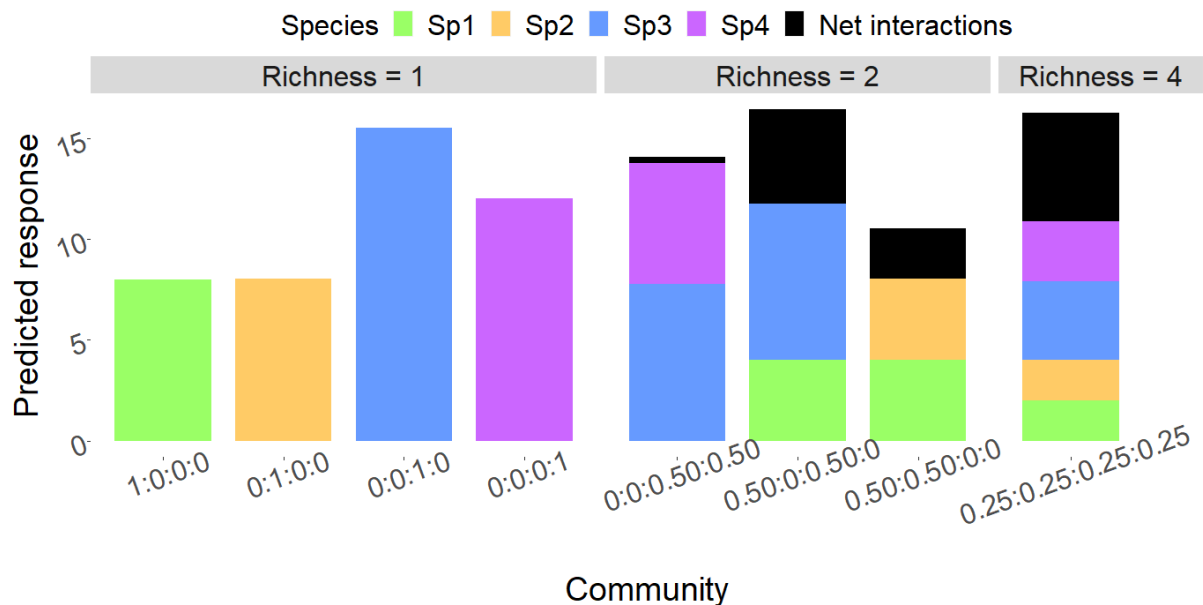 Species Sp1 Sp2 Sp3 Sp4 Net interactions
Richness = 1 Richness = 2 Richness = 4
Predicted response
15
10
5
0
1:0:0:0 0:1:0:0 0:0:1:0 0:0:0:1 0:0:0.50:0.50 0.50:0:0.50:0 0.50:0.50:0:0 0.25:0.25:0.25:0.25
Community